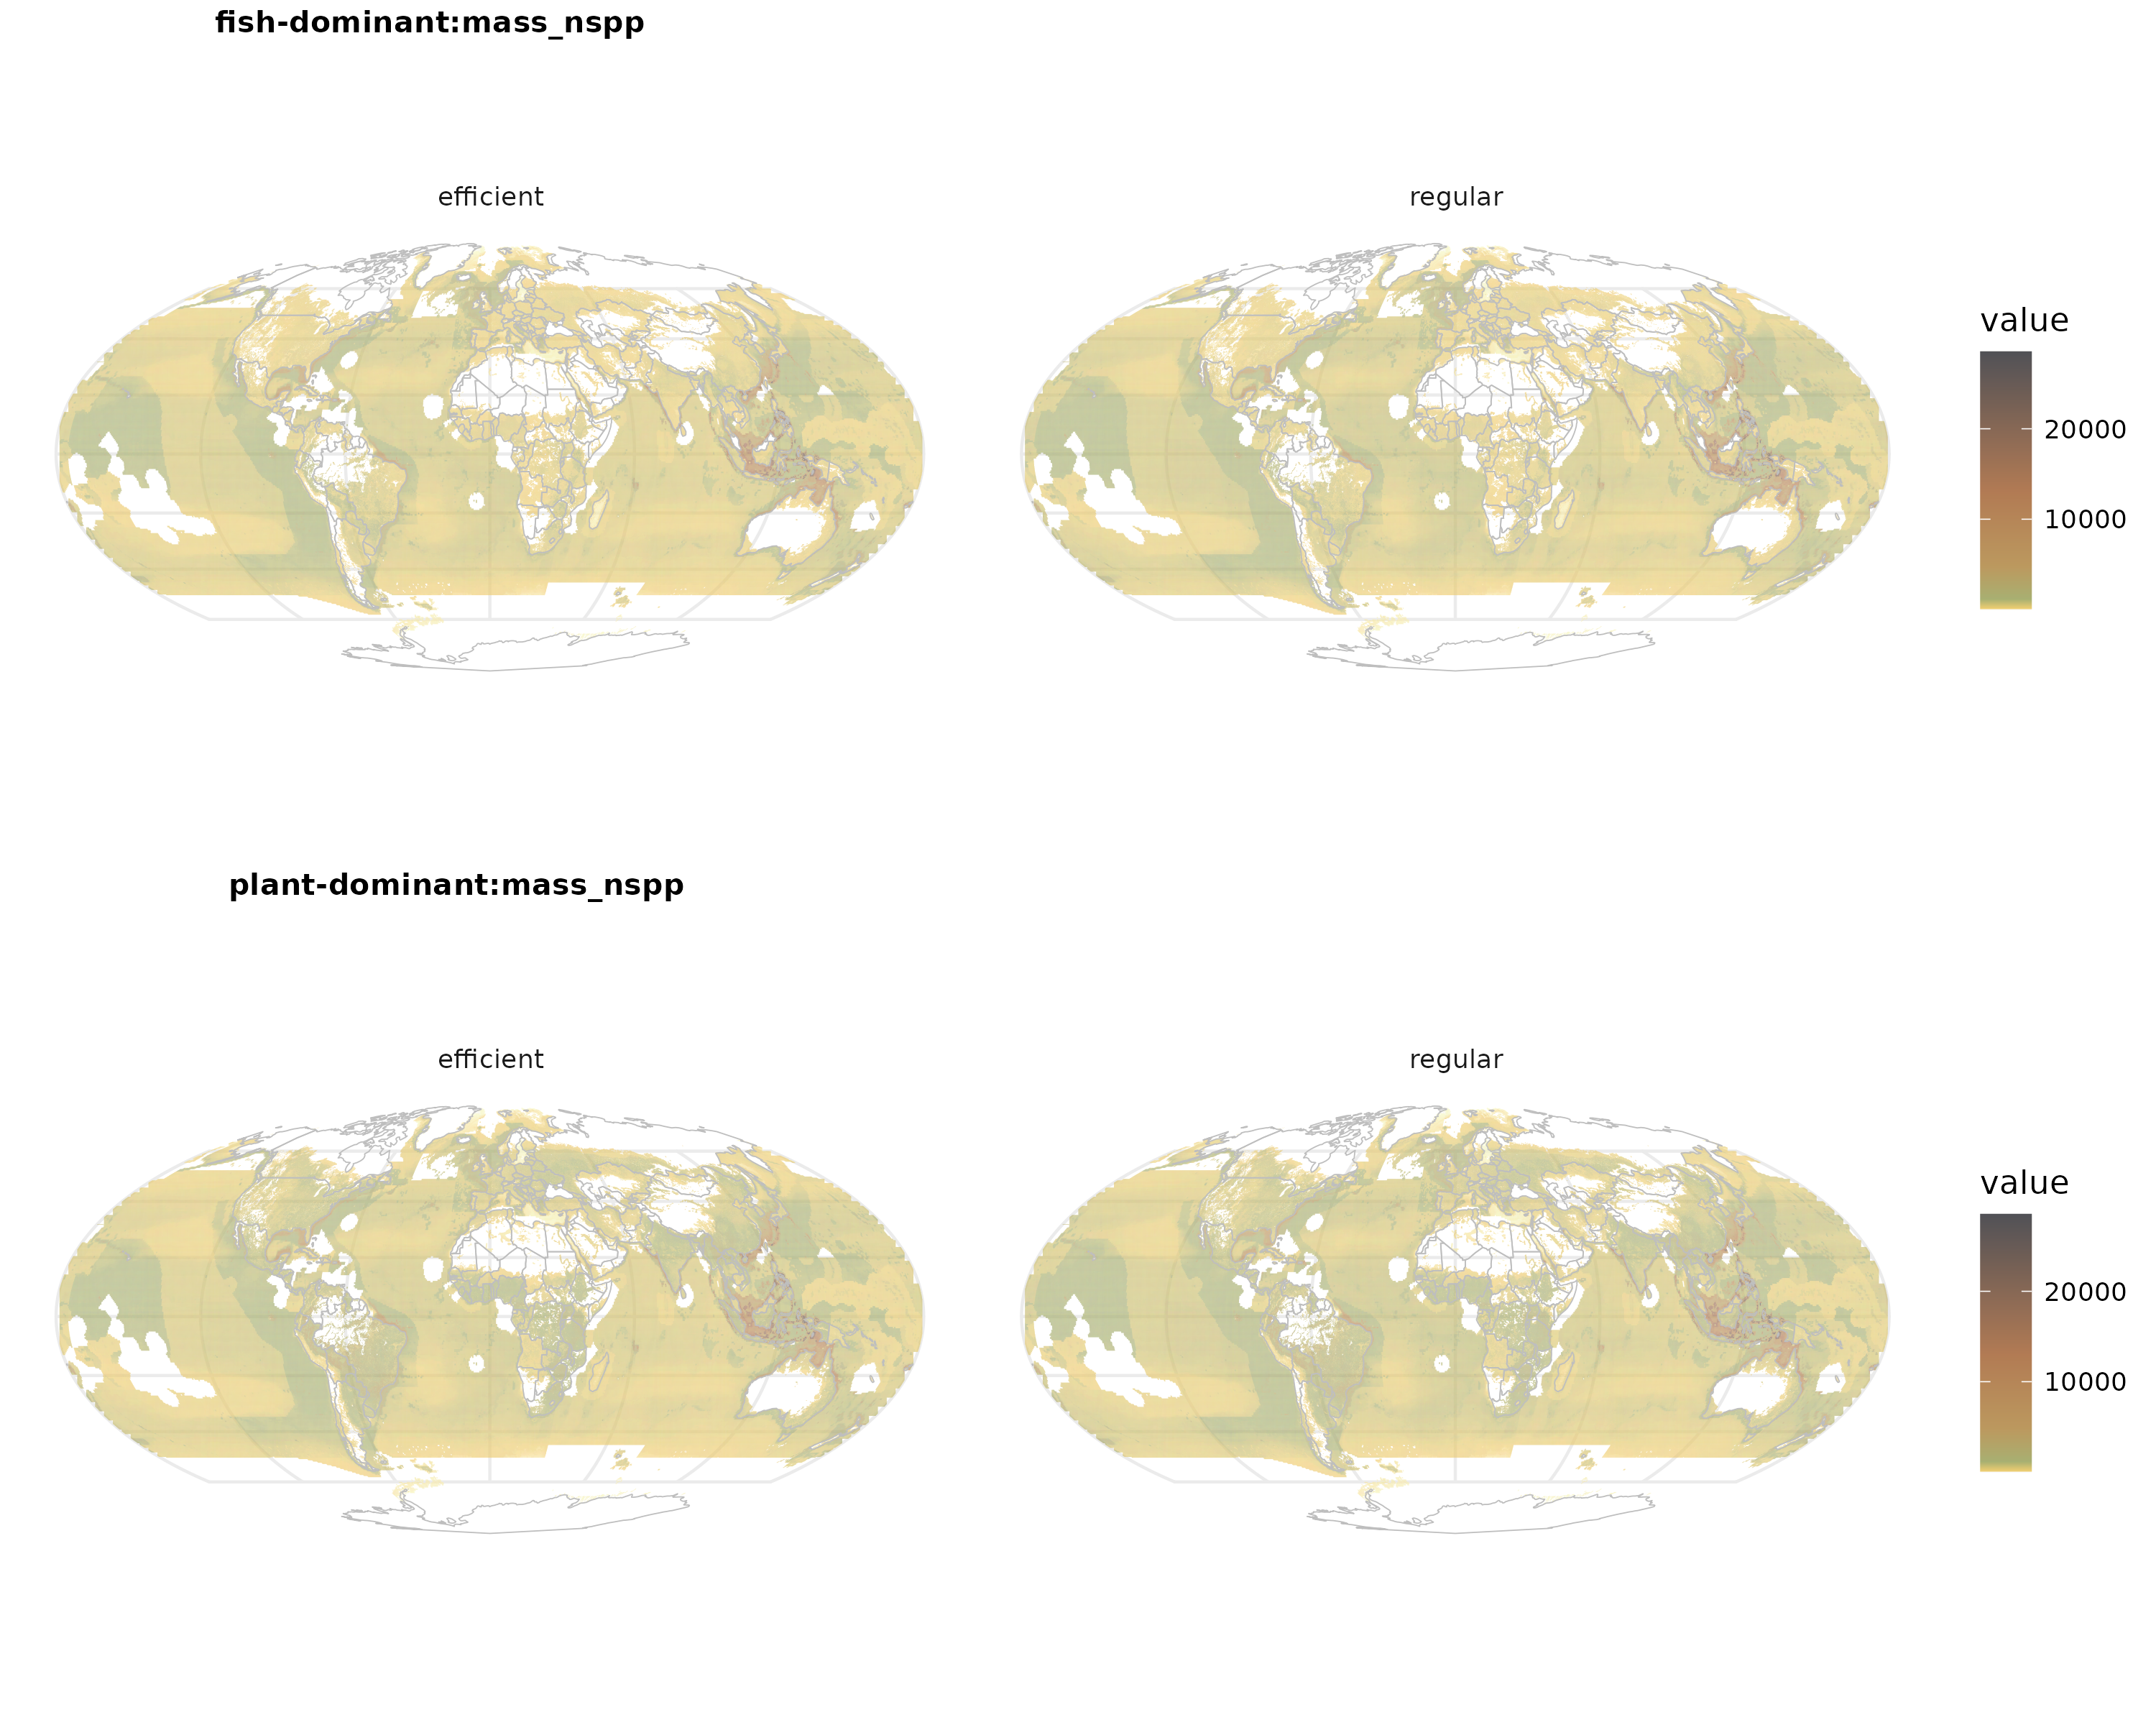 fish-dominant:mass_nspp
efficient
regular
value
20000
10000
plant-dominant:mass_nspp
efficient
regular
value
20000
10000